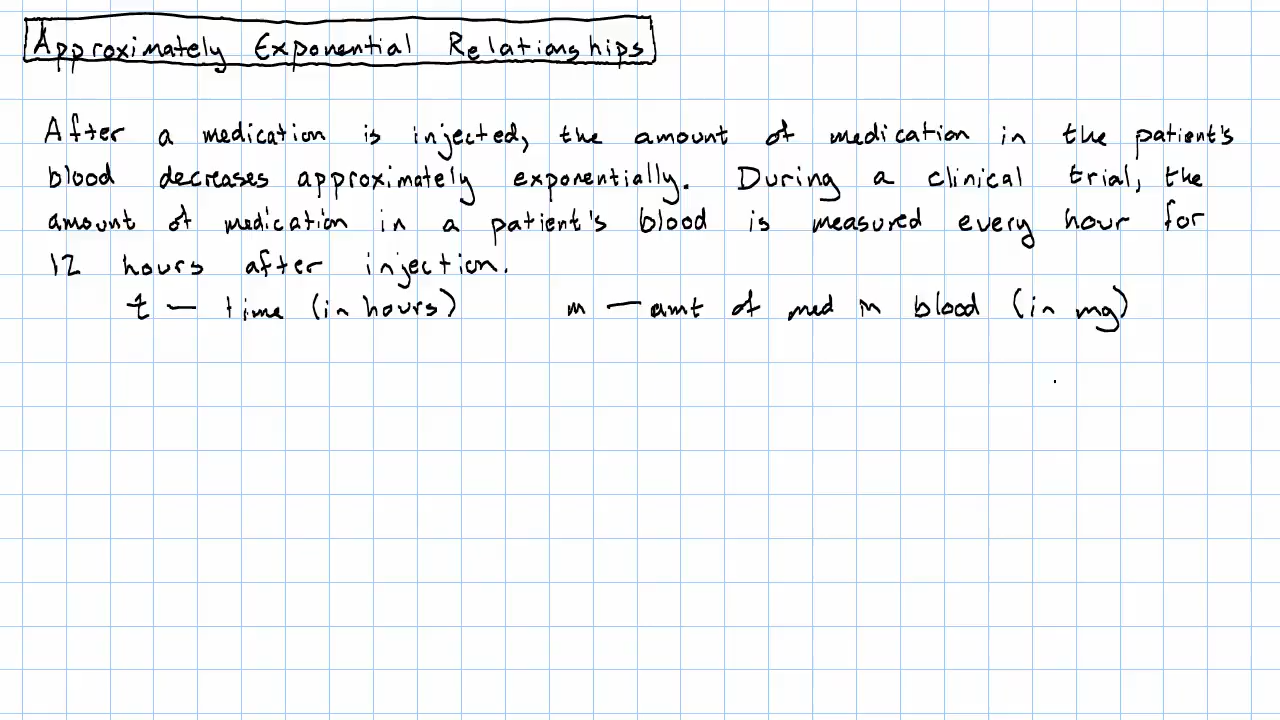 Approximately Exponential Relationships
After a medication is injected, the amount of medication in the patient's
blood decreases approximately exponentially. During a clinical trial, the
amount of medication in a patient's blood is measured every hour for
12 hours after injection.
t — time (in hours) m — amt of med in blood (in mg)